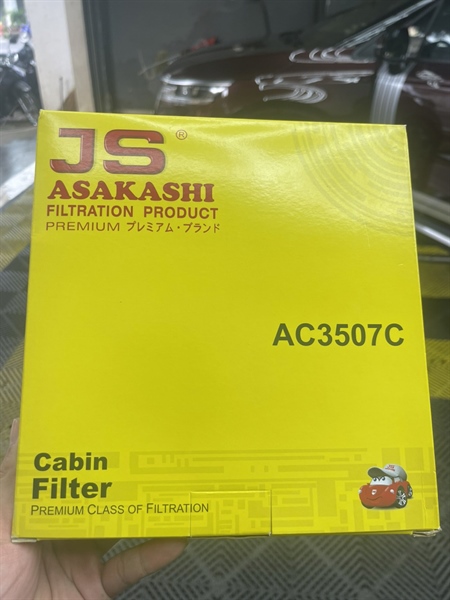 JS®
ASAKASHI
FILTRATION PRODUCT
PREMIUM プレミアム・ブランド
AC3507C
Cabin
Filter
PREMIUM CLASS OF FILTRATION